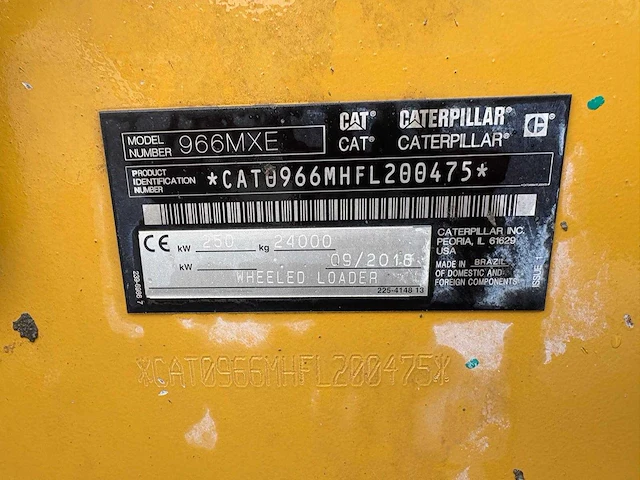 CAT® CATERPILLAR®
MODEL NUMBER 966MXE CAT® CATERPILLAR®
PRODUCT IDENTIFICATION NUMBER *CAT0966MHFL200475*
CE kW 250 kg 24000
kW 09/2018
WHEELED LOADER
225-4148 13
CATERPILLAR INC.
PEORIA, IL 61629
USA
MADE IN BRAZIL
OF DOMESTIC AND
FOREIGN COMPONENTS
ISSUE 1
*CAT0966MHFL200475*